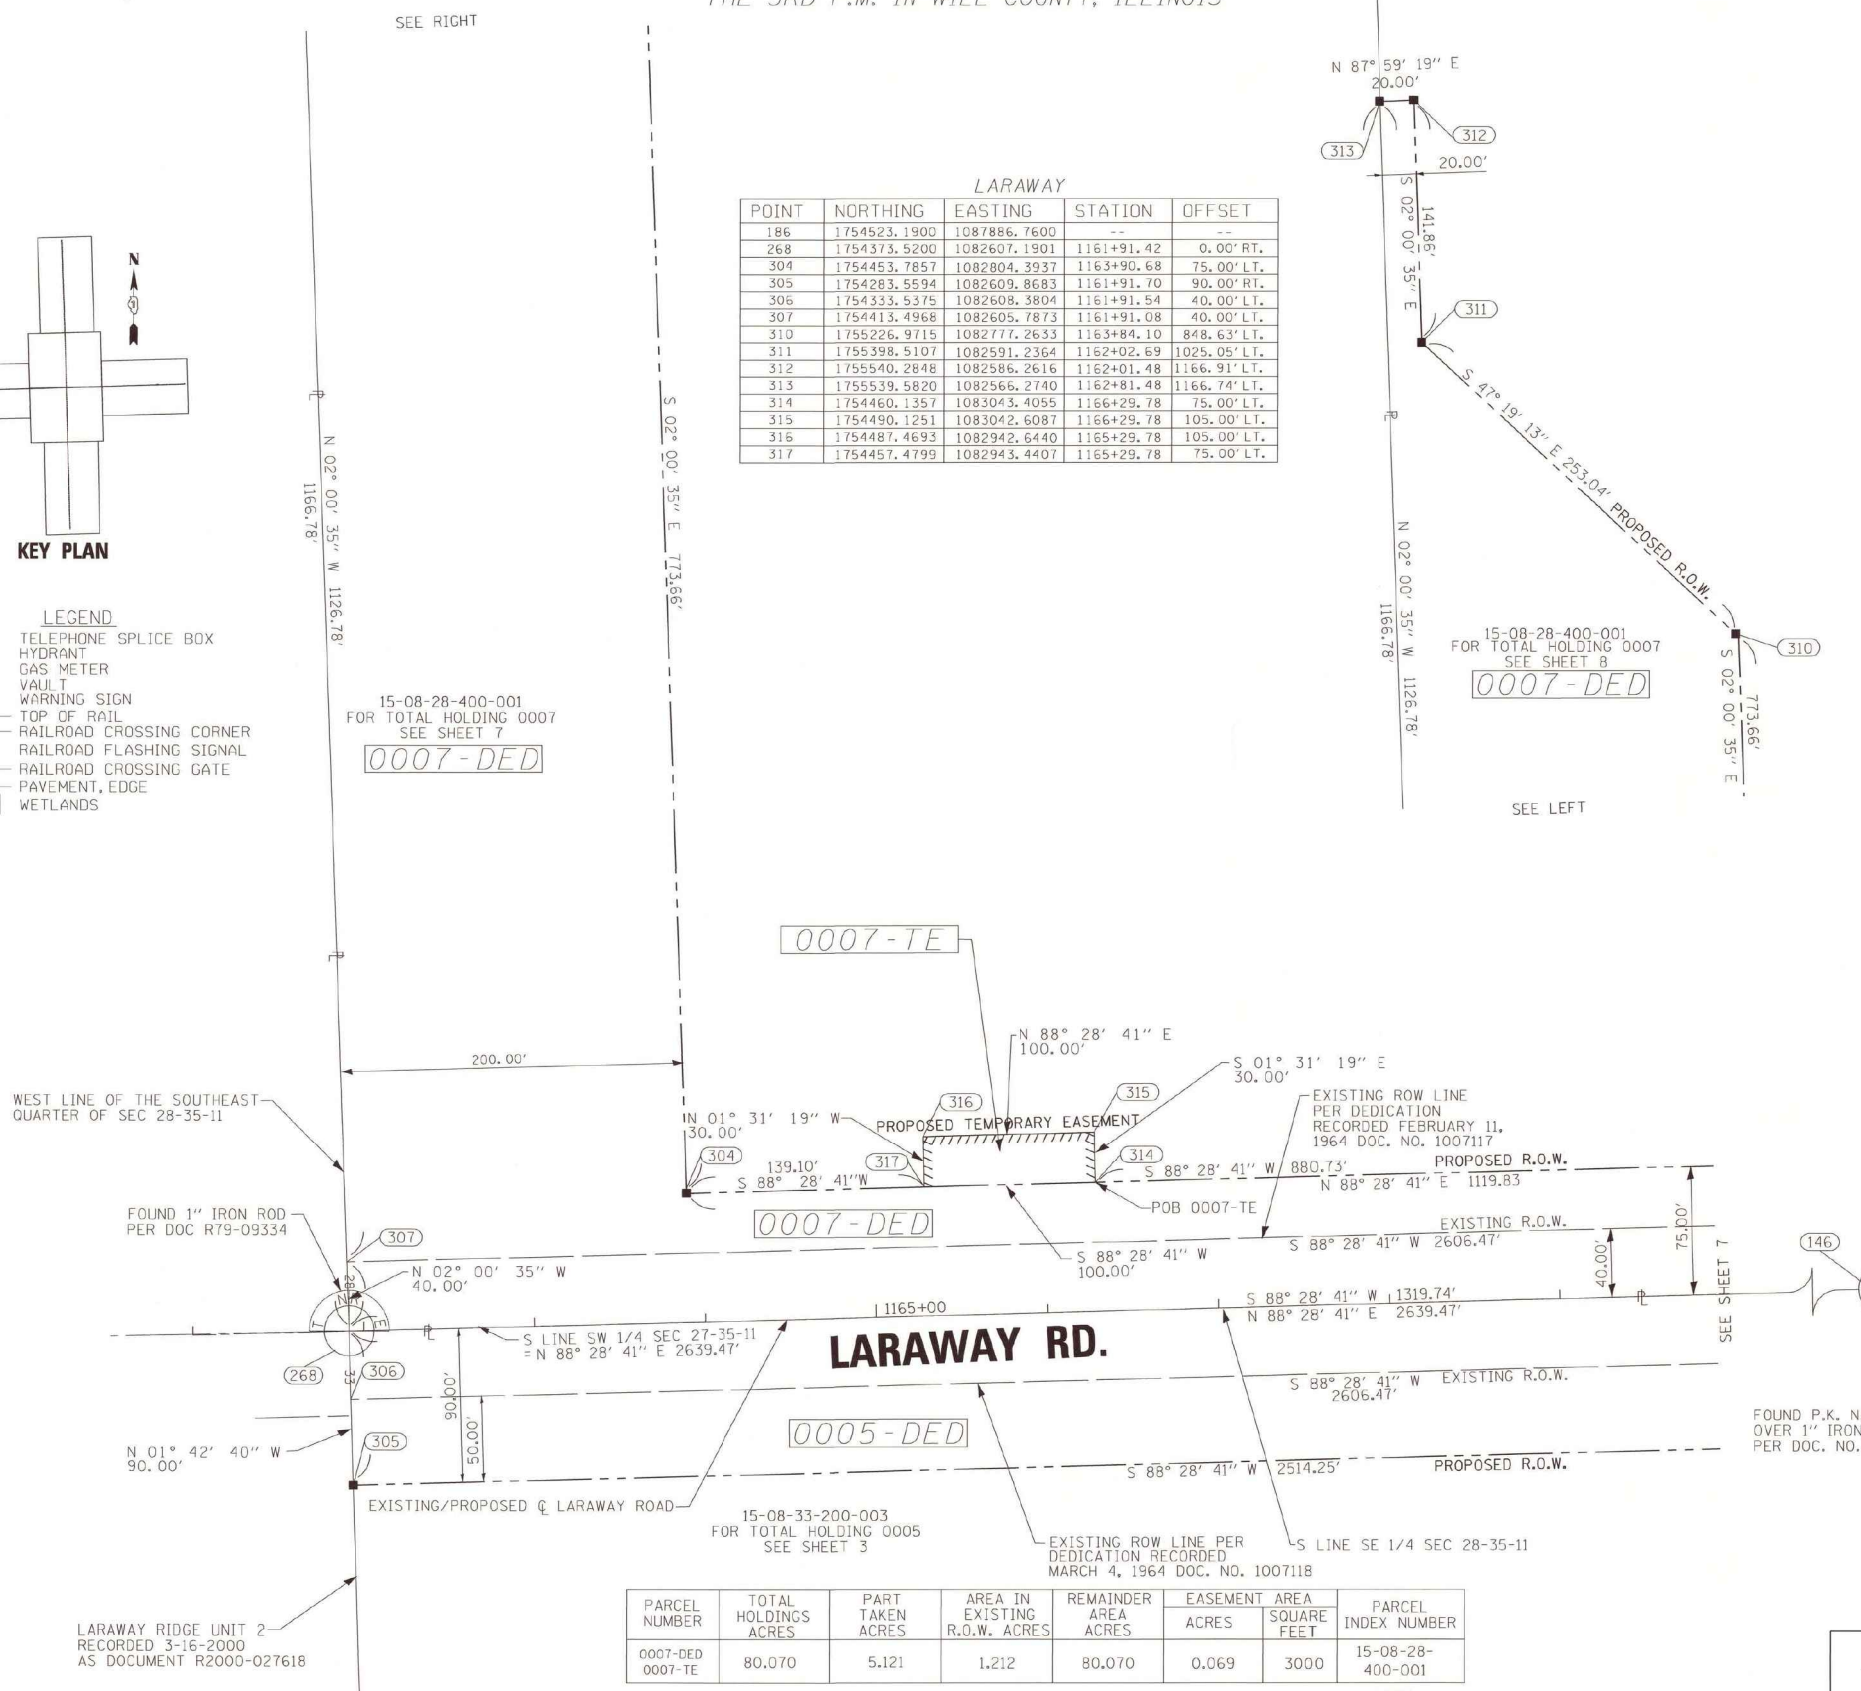 THE 3RD P.M. IN WILL COUNTY, ILLINOIS
SEE RIGHT
N 87° 59' 19" E
20.00'
312
313
20.00'
S 02° 00' 35" E
141.86'
311
S 47° 19' 13" E 253.04' PROPOSED R.O.W.
310
S 02° 00' 35" E
773.66'
N 02° 00' 35" W 1126.78'
1166.78'
15-08-28-400-001
FOR TOTAL HOLDING 0007
SEE SHEET 8
0007-DED
SEE LEFT
LARAWAY
POINT NORTHING EASTING STATION OFFSET
186 1754523.1900 1087886.7600 -- --
268 1754373.5200 1082607.1901 1161+91.42 0.00' RT.
304 1754453.7857 1082804.3937 1163+90.68 75.00' LT.
305 1754283.5594 1082609.8683 1161+91.70 90.00' RT.
306 1754333.5375 1082608.3804 1161+91.54 40.00' LT.
307 1754413.4968 1082605.7873 1161+91.08 40.00' LT.
310 1755226.9715 1082777.2633 1163+84.10 848.63' LT.
311 1755398.5107 1082591.2364 1162+02.69 1025.05' LT.
312 1755540.2848 1082586.2616 1162+01.48 1166.91' LT.
313 1755539.5820 1082566.2740 1162+81.48 1166.74' LT.
314 1754460.1357 1083043.4055 1166+29.78 75.00' LT.
315 1754490.1251 1083042.6087 1166+29.78 105.00' LT.
316 1754487.4693 1082942.6440 1165+29.78 105.00' LT.
317 1754457.4799 1082943.4407 1165+29.78 75.00' LT.
N
KEY PLAN
LEGEND
TELEPHONE SPLICE BOX
HYDRANT
GAS METER
VAULT
WARNING SIGN
TOP OF RAIL
RAILROAD CROSSING CORNER
RAILROAD FLASHING SIGNAL
RAILROAD CROSSING GATE
PAVEMENT, EDGE
WETLANDS
N 02° 00' 35" W 1126.78'
1166.78'
S 02° 00' 35" E 773.66'
15-08-28-400-001
FOR TOTAL HOLDING 0007
SEE SHEET 7
0007-DED
0007-TE
200.00'
N 88° 28' 41" E
100.00'
S 01° 31' 19" E
30.00'
WEST LINE OF THE SOUTHEAST
QUARTER OF SEC 28-35-11
N 01° 31' 19" W
30.00'
316
315
PROPOSED TEMPORARY EASEMENT
EXISTING ROW LINE
PER DEDICATION
RECORDED FEBRUARY 11,
1964 DOC. NO. 1007117
304
317
314
139.10'
S 88° 28' 41"W
S 88° 28' 41" W 880.73'
PROPOSED R.O.W.
N 88° 28' 41" E 1119.83
POB 0007-TE
FOUND 1" IRON ROD
PER DOC R79-09334
307
0007-DED
EXISTING R.O.W.
S 88° 28' 41" W 2606.47'
75.00'
40.00'
S 88° 28' 41" W
100.00'
N 02° 00' 35" W
40.00'
28
146
SEE SHEET 7
1165+00
S 88° 28' 41" W 1319.74'
N 88° 28' 41" E 2639.47'
S LINE SW 1/4 SEC 27-35-11
= N 88° 28' 41" E 2639.47'
LARAWAY RD.
268
33
306
90.00'
50.00'
S 88° 28' 41" W EXISTING R.O.W.
2606.47'
0005-DED
305
N 01° 42' 40" W
90.00'
S 88° 28' 41" W 2514.25'
PROPOSED R.O.W.
FOUND P.K. N
OVER 1" IRON
PER DOC. NO.
EXISTING/PROPOSED ℄ LARAWAY ROAD
15-08-33-200-003
FOR TOTAL HOLDING 0005
SEE SHEET 3
EXISTING ROW LINE PER
DEDICATION RECORDED
MARCH 4, 1964 DOC. NO. 1007118
S LINE SE 1/4 SEC 28-35-11
LARAWAY RIDGE UNIT 2
RECORDED 3-16-2000
AS DOCUMENT R2000-027618
PARCEL NUMBER TOTAL HOLDINGS ACRES PART TAKEN ACRES AREA IN EXISTING R.O.W. ACRES REMAINDER AREA ACRES EASEMENT AREA ACRES SQUARE FEET PARCEL INDEX NUMBER
0007-DED 0007-TE 80.070 5.121 1.212 80.070 0.069 3000 15-08-28-400-001